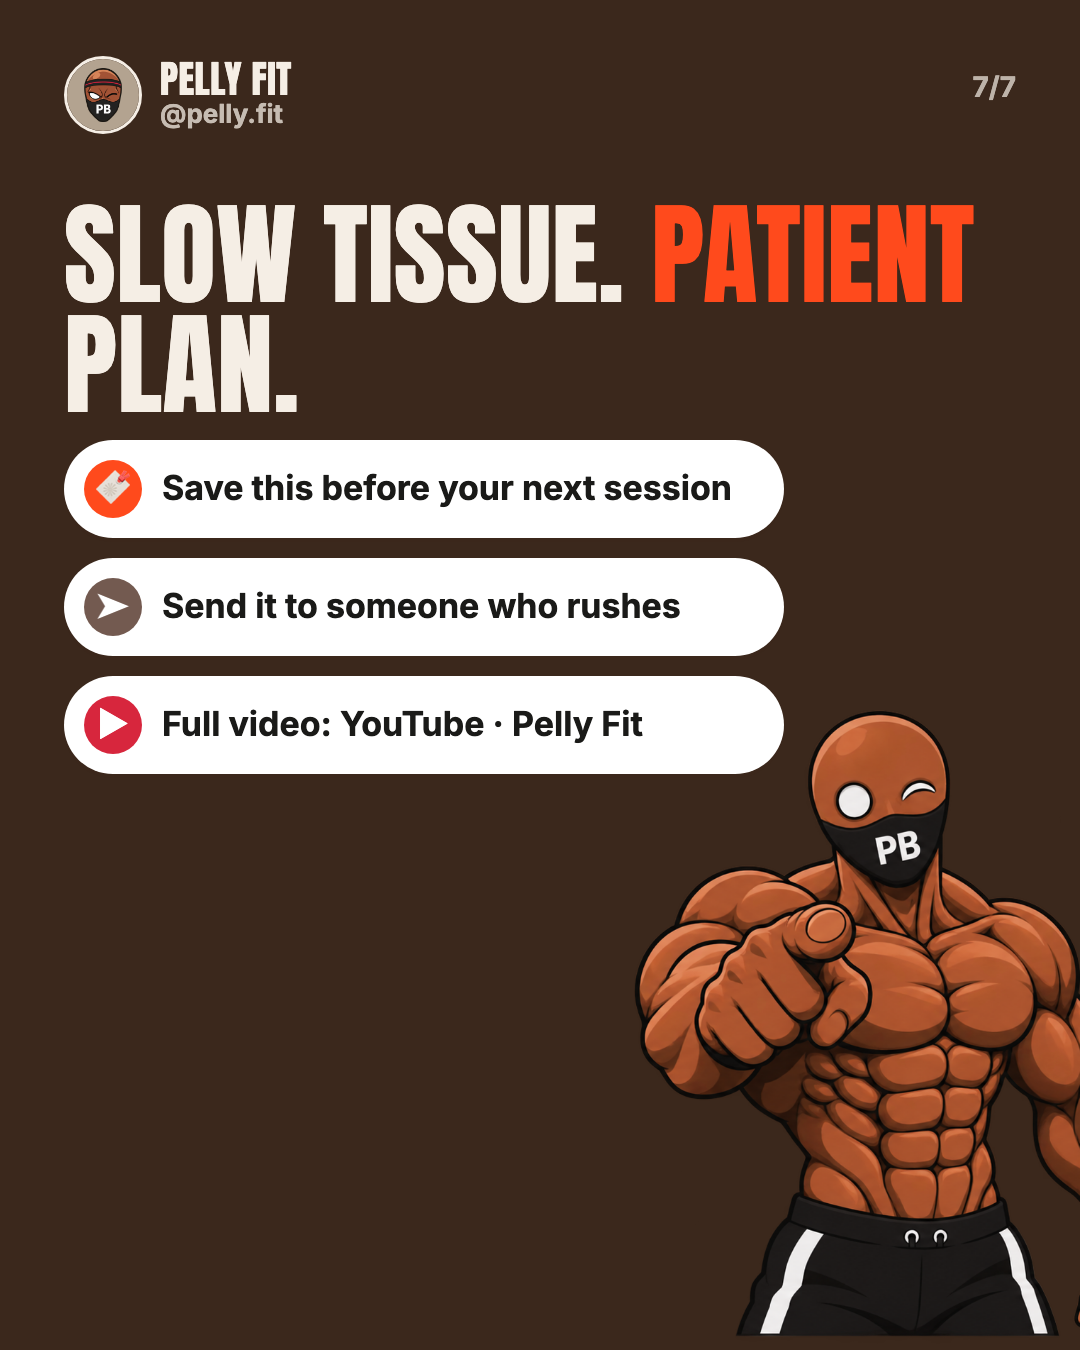 PELLY FIT
@pelly.fit
7/7
SLOW TISSUE. PATIENT
PLAN.
Save this before your next session
Send it to someone who rushes
Full video: YouTube · Pelly Fit
PB
PB